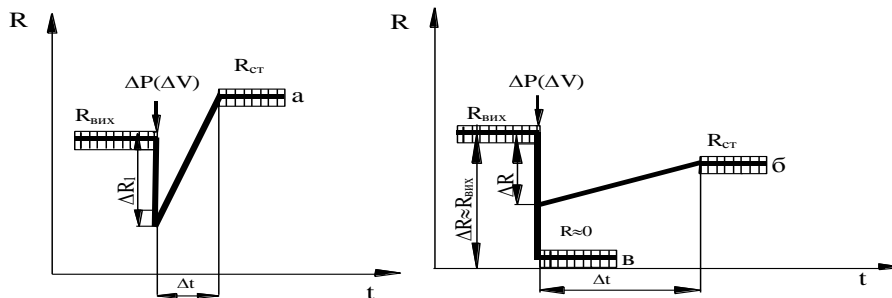 R
ΔP(ΔV)
Rст
а
Rвих
ΔR1
Δt
t
R
ΔP(ΔV)
Rвих
Rст
б
ΔR
ΔR≈Rвих
R≈0
в
Δt
t